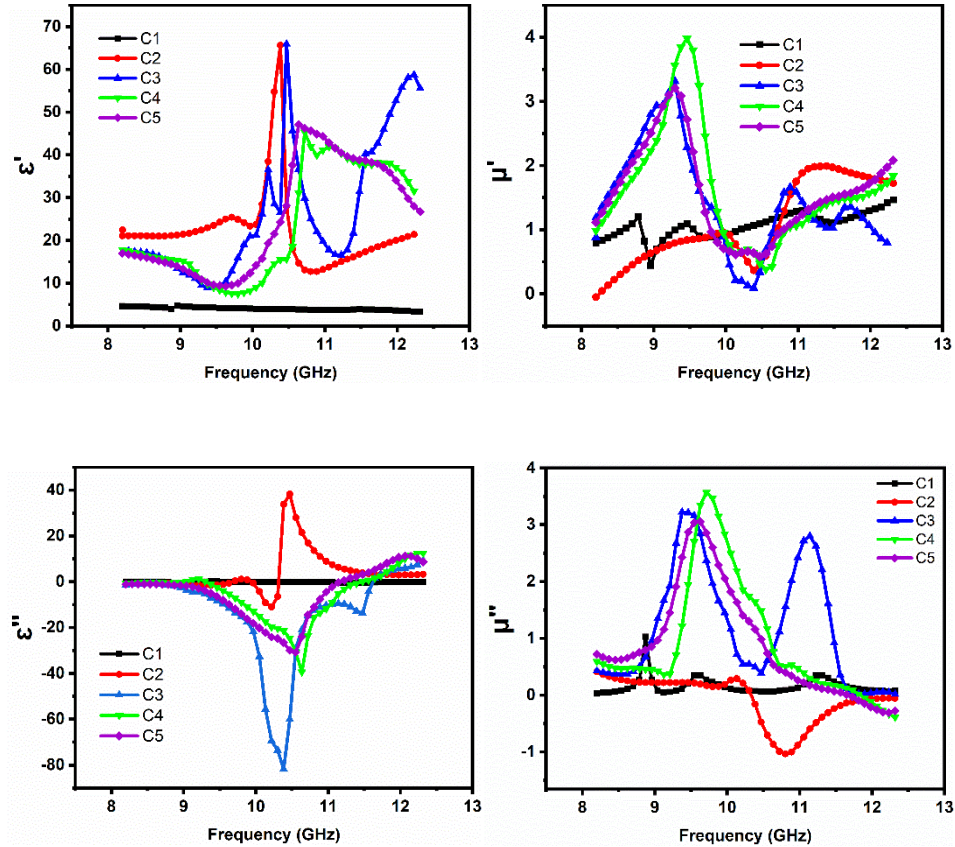 70
60
50
40
30
20
10
0
ε'
C1
C2
C3
C4
C5
8 9 10 11 12 13
Frequency (GHz)
4
3
2
1
0
μ'
C1
C2
C3
C4
C5
8 9 10 11 12 13
Frequency (GHz)
40
20
0
-20
-40
-60
-80
ε"
C1
C2
C3
C4
C5
8 9 10 11 12 13
Frequency (GHz)
4
3
2
1
0
-1
μ"
C1
C2
C3
C4
C5
8 9 10 11 12 13
Frequency (GHz)